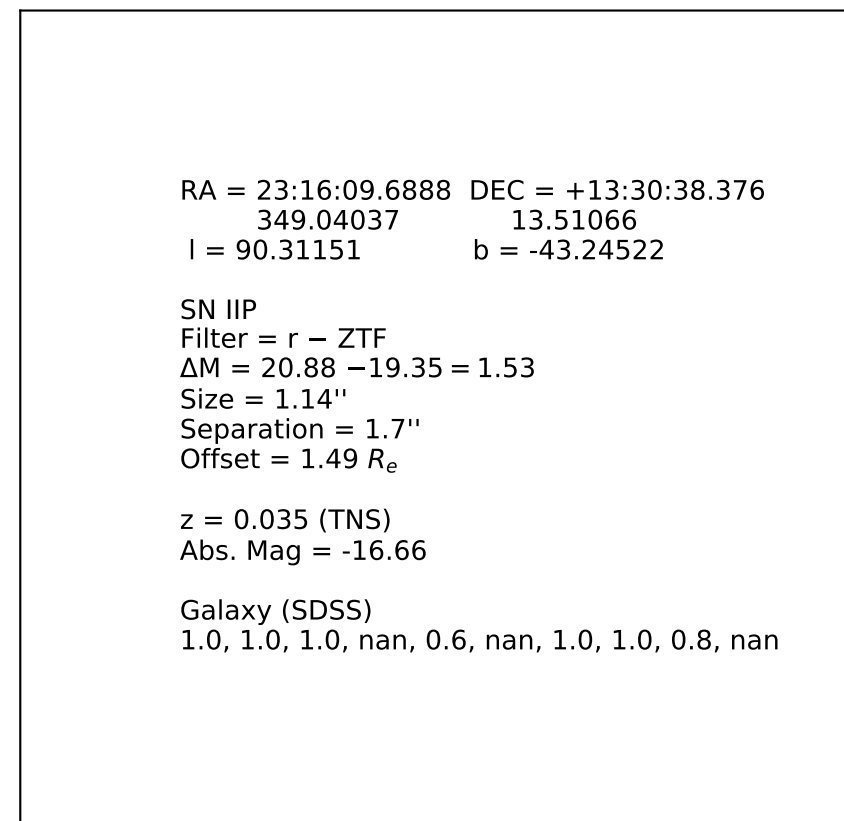 RA = 23:16:09.6888  DEC = +13:30:38.376
349.04037  13.51066
l = 90.31151  b = -43.24522
SN IIP
Filter = r − ZTF
ΔM = 20.88 −19.35 = 1.53
Size = 1.14''
Separation = 1.7''
Offset = 1.49 Rₑ
z = 0.035 (TNS)
Abs. Mag = -16.66
Galaxy (SDSS)
1.0, 1.0, 1.0, nan, 0.6, nan, 1.0, 1.0, 0.8, nan